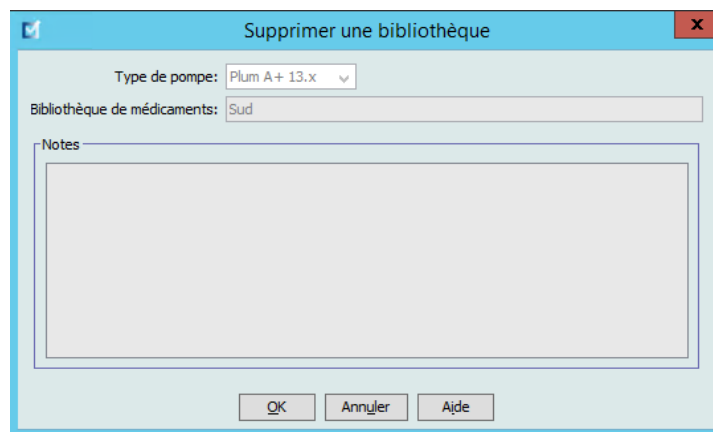 Supprimer une bibliothèque
x
Type de pompe: Plum A+ 13.x
Bibliothèque de médicaments: Sud
Notes
OK Annuler Aide